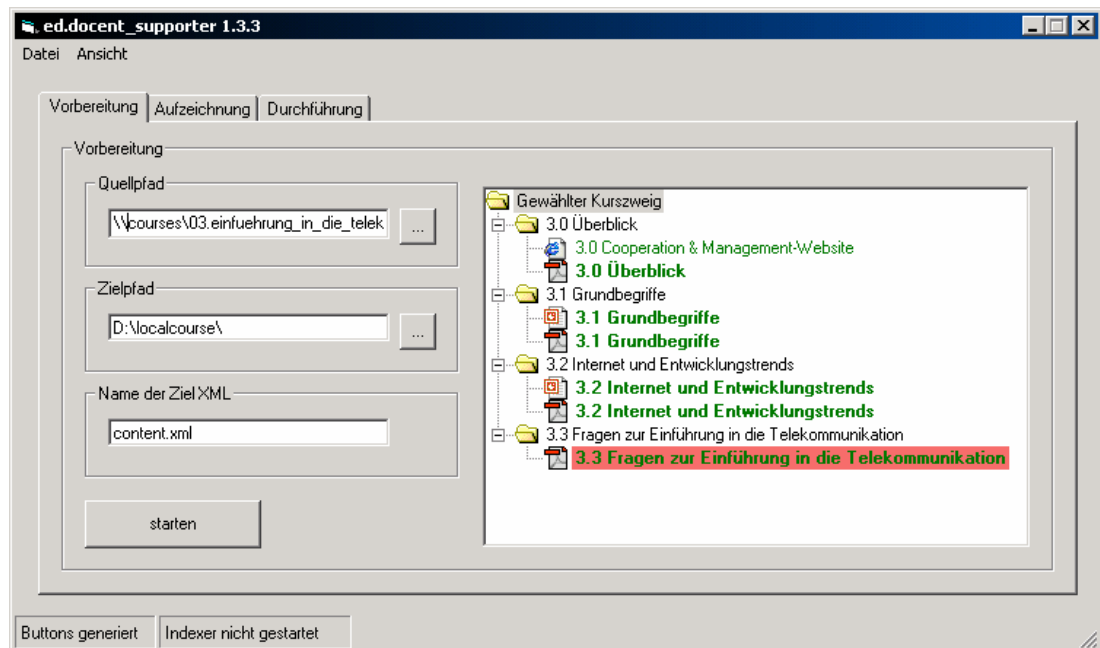 ed.docent_supporter 1.3.3
Datei Ansicht
Vorbereitung Aufzeichnung Durchführung
Vorbereitung
Quellpfad
\\courses\03.einfuehrung_in_die_telek
...
Zielpfad
D:\localcourse\
...
Name der Ziel XML
content.xml
starten
Gewählter Kurszweig
3.0 Überblick
3.0 Cooperation & Management-Website
3.0 Überblick
3.1 Grundbegriffe
3.1 Grundbegriffe
3.1 Grundbegriffe
3.2 Internet und Entwicklungstrends
3.2 Internet und Entwicklungstrends
3.2 Internet und Entwicklungstrends
3.3 Fragen zur Einführung in die Telekommunikation
3.3 Fragen zur Einführung in die Telekommunikation
Buttons generiert Indexer nicht gestartet